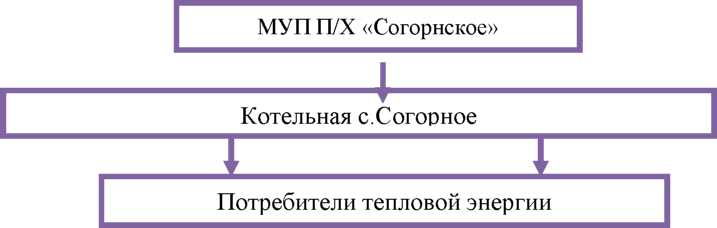 МУП П/Х «Согорнское»
Котельная с.Согорное
Потребители тепловой энергии